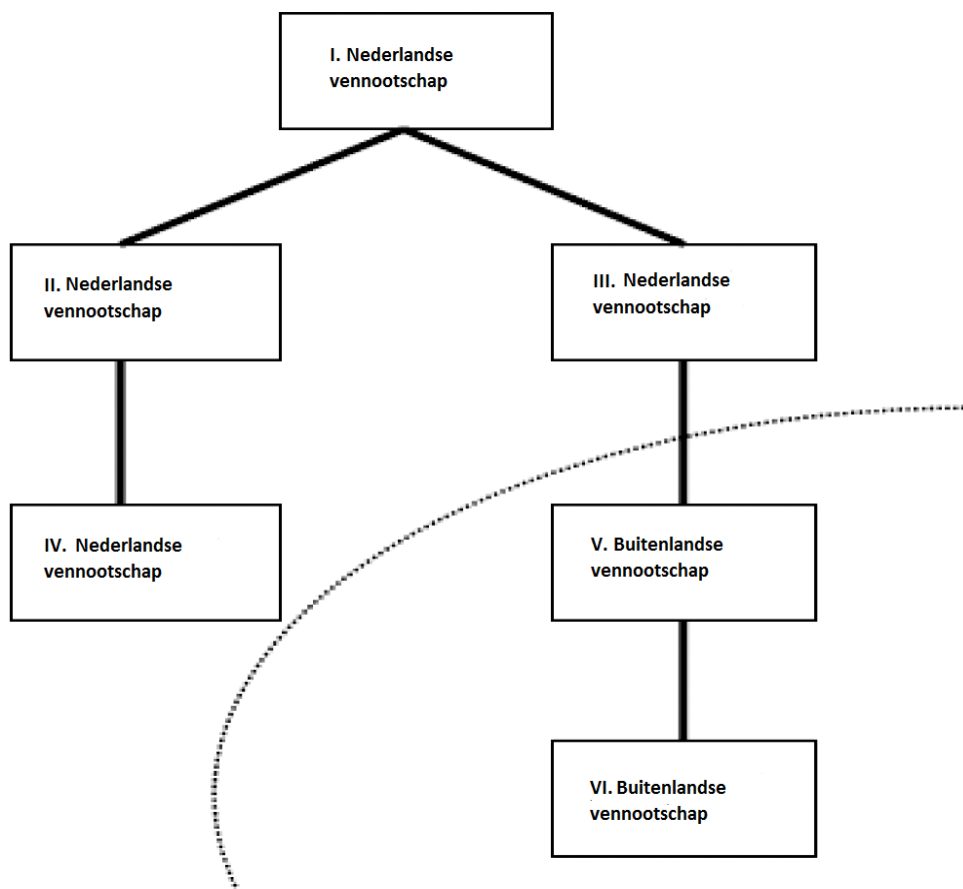 I. Nederlandse
vennootschap
II. Nederlandse
vennootschap
III. Nederlandse
vennootschap
IV. Nederlandse
vennootschap
V. Buitenlandse
vennootschap
VI. Buitenlandse
vennootschap